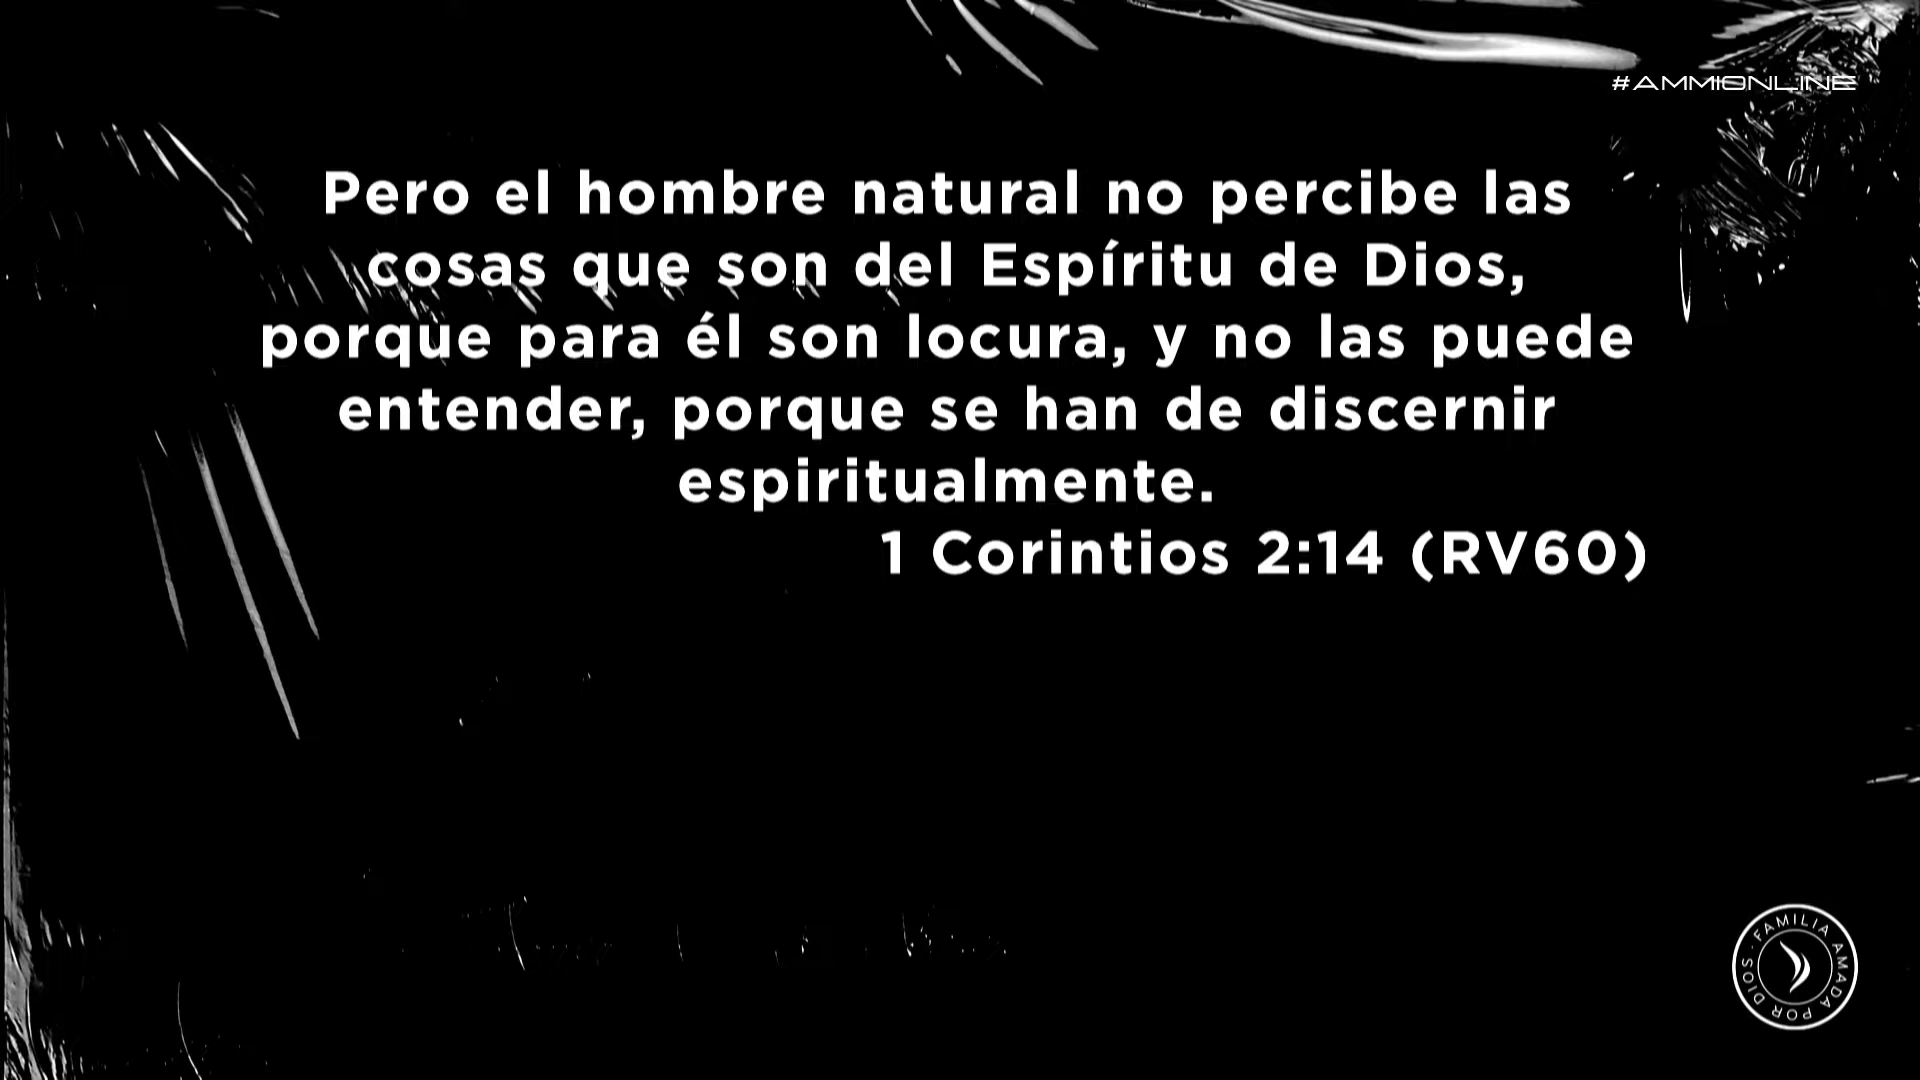 #AMMIONLINE
Pero el hombre natural no percibe las
cosas que son del Espíritu de Dios,
porque para él son locura, y no las puede
entender, porque se han de discernir
espiritualmente.
1 Corintios 2:14 (RV60)
· FAMILIA AMADA POR DIOS